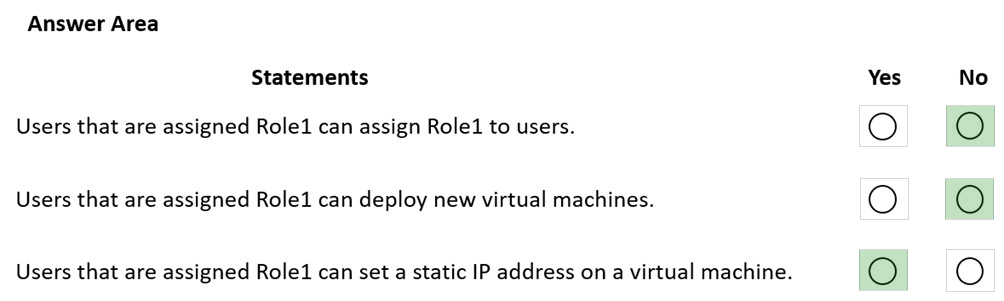 Answer Area
Statements Yes No
Users that are assigned Role1 can assign Role1 to users.
Users that are assigned Role1 can deploy new virtual machines.
Users that are assigned Role1 can set a static IP address on a virtual machine.